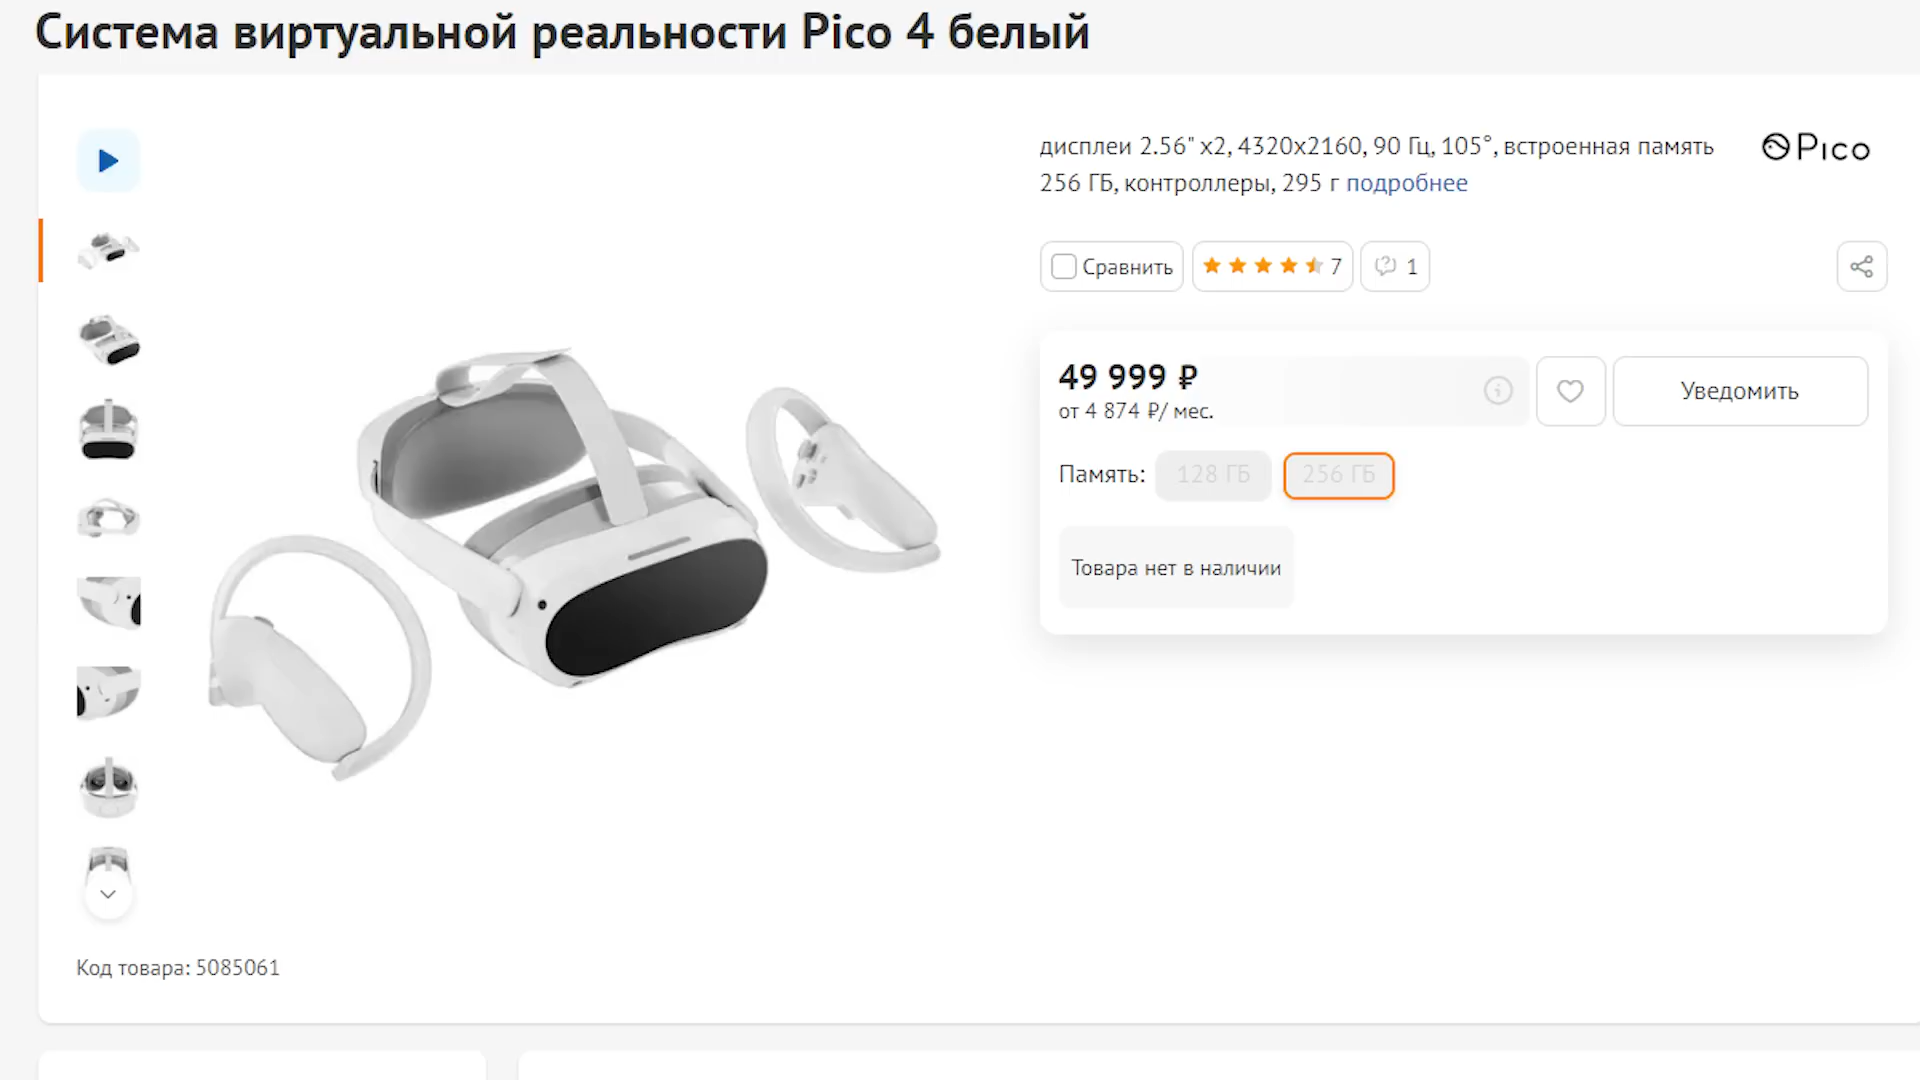 Система виртуальной реальности Pico 4 белый
дисплеи 2.56" x2, 4320x2160, 90 Гц, 105°, встроенная память
256 ГБ, контроллеры, 295 г подробнее
Pico
Сравнить
7
1
49 999 ₽
от 4 874 ₽/ мес.
Уведомить
Память:
128 ГБ
256 ГБ
Товара нет в наличии
Код товара: 5085061